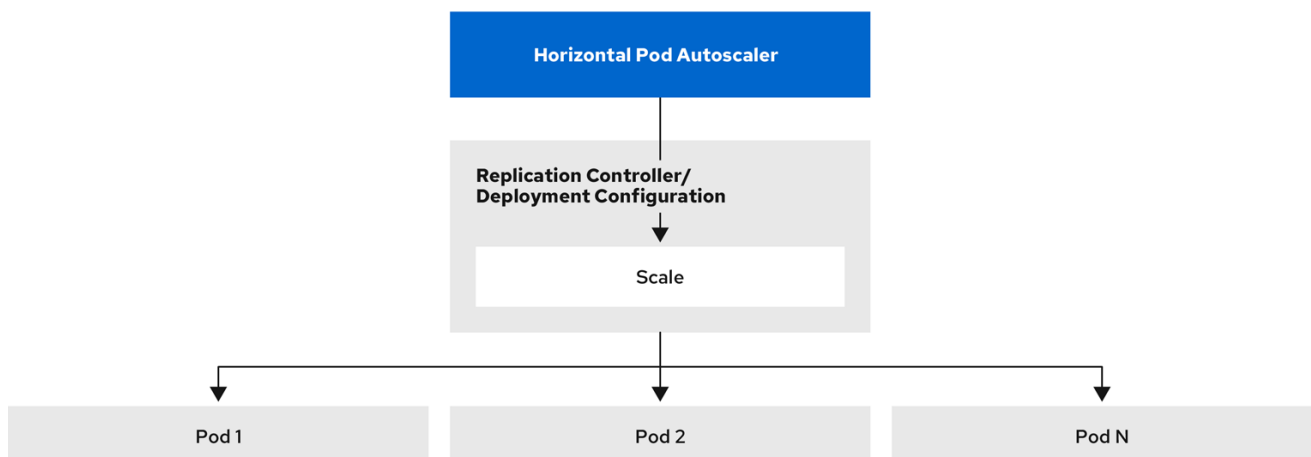 Horizontal Pod Autoscaler
Replication Controller/
Deployment Configuration
Scale
Pod 1
Pod 2
Pod N